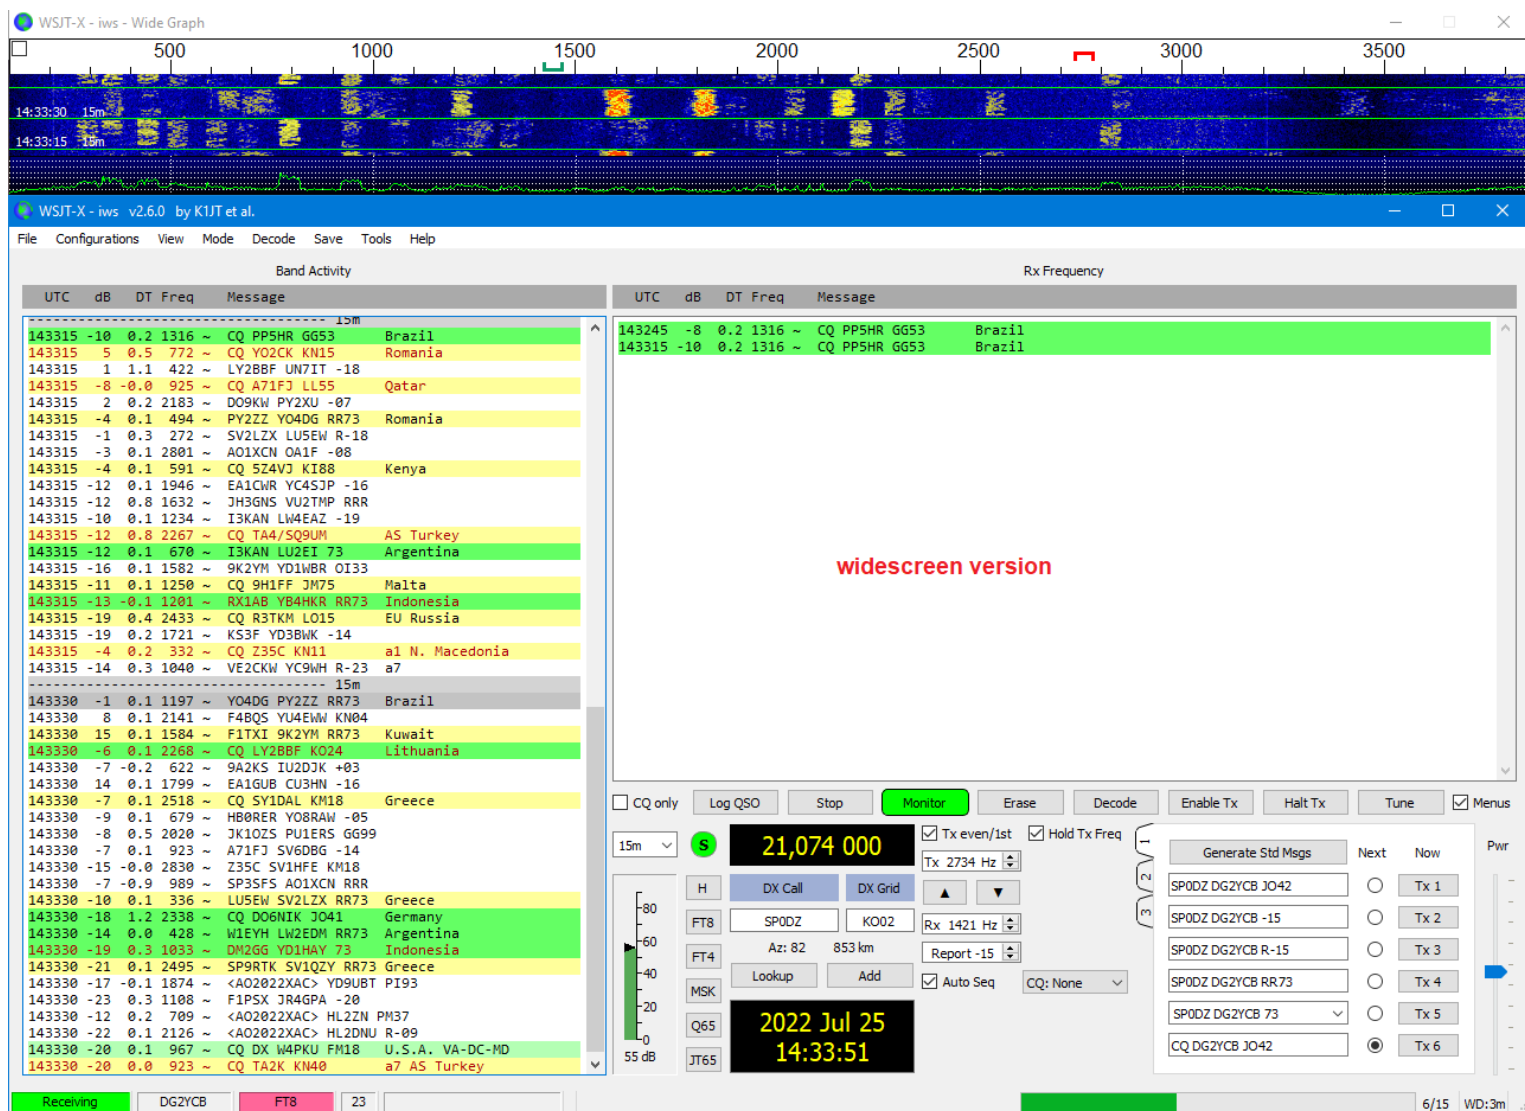 WSJT-X - iws - Wide Graph
500 1000 1500 2000 2500 3000 3500
14:33:30 15m
14:33:15 15m
WSJT-X - iws v2.6.0 by K1JT et al.
File Configurations View Mode Decode Save Tools Help
Band Activity
UTC dB DT Freq Message
------------------------------------ 15m
143315 -10 0.2 1316 ~ CQ PP5HR GG53 Brazil
143315 5 0.5 772 ~ CQ YO2CK KN15 Romania
143315 1 1.1 422 ~ LY2BBF UN7IT -18
143315 -8 -0.0 925 ~ CQ A71FJ LL55 Qatar
143315 2 0.2 2183 ~ DO9KW PY2XU -07
143315 -4 0.1 494 ~ PY2ZZ YO4DG RR73 Romania
143315 -1 0.3 272 ~ SV2LZX LU5EW R-18
143315 -3 0.1 2801 ~ AO1XCN OA1F -08
143315 -4 0.1 591 ~ CQ 5Z4VJ KI88 Kenya
143315 -12 0.1 1946 ~ EA1CWR YC4SJP -16
143315 -12 0.8 1632 ~ JH3GNS VU2TMP RRR
143315 -10 0.1 1234 ~ I3KAN LW4EAZ -19
143315 -12 0.8 2267 ~ CQ TA4/SQ9UM AS Turkey
143315 -12 0.1 670 ~ I3KAN LU2EI 73 Argentina
143315 -16 0.1 1582 ~ 9K2YM YD1WBR OI33
143315 -11 0.1 1250 ~ CQ 9H1FF JM75 Malta
143315 -13 -0.1 1201 ~ RX1AB YB4HKR RR73 Indonesia
143315 -19 0.4 2433 ~ CQ R3TKM LO15 EU Russia
143315 -19 0.2 1721 ~ KS3F YD3BWK -14
143315 -4 0.2 332 ~ CQ Z35C KN11 a1 N. Macedonia
143315 -14 0.3 1040 ~ VE2CKW YC9WH R-23 a7
------------------------------------ 15m
143330 -1 0.1 1197 ~ YO4DG PY2ZZ RR73 Brazil
143330 8 0.1 2141 ~ F4BQS YU4EWW KN04
143330 15 0.1 1584 ~ F1TXI 9K2YM RR73 Kuwait
143330 -6 0.1 2268 ~ CQ LY2BBF KO24 Lithuania
143330 -7 -0.2 622 ~ 9A2KS IU2DJK +03
143330 14 0.1 1799 ~ EA1GUB CU3HN -16
143330 -7 0.1 2518 ~ CQ SY1DAL KM18 Greece
143330 -9 0.1 679 ~ HB0RER YO8RAW -05
143330 -8 0.5 2020 ~ JK1OZS PU1ERS GG99
143330 -7 0.1 923 ~ A71FJ SV6DBG -14
143330 -15 -0.0 2830 ~ Z35C SV1HFE KM18
143330 -7 -0.9 989 ~ SP3SFS AO1XCN RRR
143330 -10 0.1 336 ~ LU5EW SV2LZX RR73 Greece
143330 -18 1.2 2338 ~ CQ DO6NIK JO41 Germany
143330 -14 0.0 428 ~ W1EYH LW2EDM RR73 Argentina
143330 -19 0.3 1033 ~ DM2GG YD1HAY 73 Indonesia
143330 -21 0.1 2495 ~ SP9RTK SV1QZY RR73 Greece
143330 -17 -0.1 1874 ~ <AO2022XAC> YD9UBT PI93
143330 -23 0.3 1108 ~ F1PSX JR4GPA -20
143330 -12 0.2 709 ~ <AO2022XAC> HL2ZN PM37
143330 -22 0.1 2126 ~ <AO2022XAC> HL2DNU R-09
143330 -20 0.1 967 ~ CQ DX W4PKU FM18 U.S.A. VA-DC-MD
143330 -20 0.0 923 ~ CQ TA2K KN40 a7 AS Turkey
Rx Frequency
UTC dB DT Freq Message
143245 -8 0.2 1316 ~ CQ PP5HR GG53 Brazil
143315 -10 0.2 1316 ~ CQ PP5HR GG53 Brazil
widescreen version
CQ only Log QSO Stop Monitor Erase Decode Enable Tx Halt Tx Tune Menus
15m S 21,074 000 Tx even/1st Hold Tx Freq
Tx 2734 Hz
H DX Call DX Grid ▲ ▼
FT8 SP0DZ KO02 Rx 1421 Hz
Az: 82 853 km Report -15
FT4 Lookup Add Auto Seq CQ: None
MSK
Q65 2022 Jul 25
JT65 14:33:51
-80
-60
-40
-20
-0
55 dB
1
2
3
Generate Std Msgs Next Now Pwr
SP0DZ DG2YCB JO42 Tx 1
SP0DZ DG2YCB -15 Tx 2
SP0DZ DG2YCB R-15 Tx 3
SP0DZ DG2YCB RR73 Tx 4
SP0DZ DG2YCB 73 Tx 5
CQ DG2YCB JO42 Tx 6
Receiving DG2YCB FT8 23 6/15 WD:3m